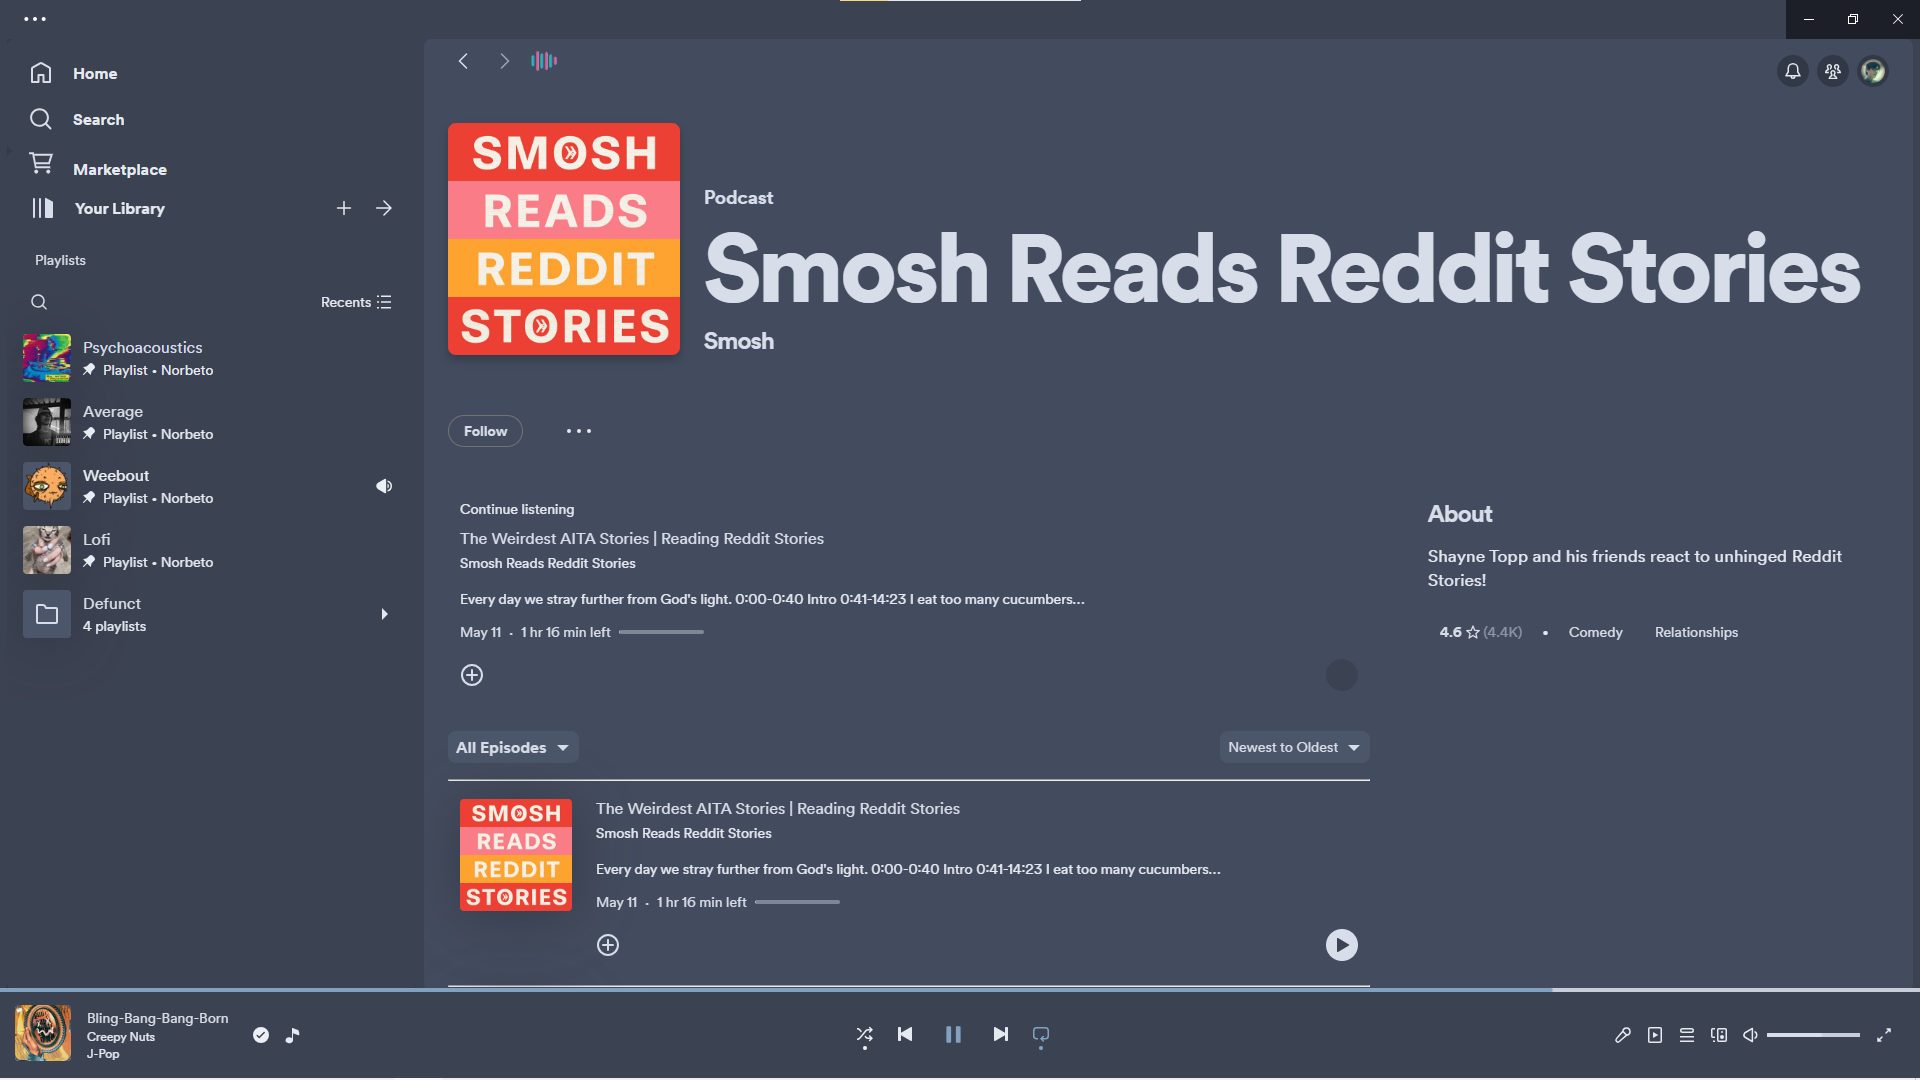 Home
Search
Marketplace
Your Library
Playlists
Recents
Psychoacoustics
Playlist • Norbeto
Average
Playlist • Norbeto
Weebout
Playlist • Norbeto
Lofi
Playlist • Norbeto
Defunct
4 playlists
SMOSH
READS
REDDIT
STORIES
Podcast
Smosh Reads Reddit Stories
Smosh
Follow
Continue listening
The Weirdest AITA Stories | Reading Reddit Stories
Smosh Reads Reddit Stories
Every day we stray further from God's light. 0:00-0:40 Intro 0:41-14:23 I eat too many cucumbers...
May 11 · 1 hr 16 min left
About
Shayne Topp and his friends react to unhinged Reddit
Stories!
4.6 (4.4K) • Comedy Relationships
All Episodes
Newest to Oldest
SMOSH
READS
REDDIT
STORIES
The Weirdest AITA Stories | Reading Reddit Stories
Smosh Reads Reddit Stories
Every day we stray further from God's light. 0:00-0:40 Intro 0:41-14:23 I eat too many cucumbers...
May 11 · 1 hr 16 min left
Bling-Bang-Bang-Born
Creepy Nuts
J-Pop